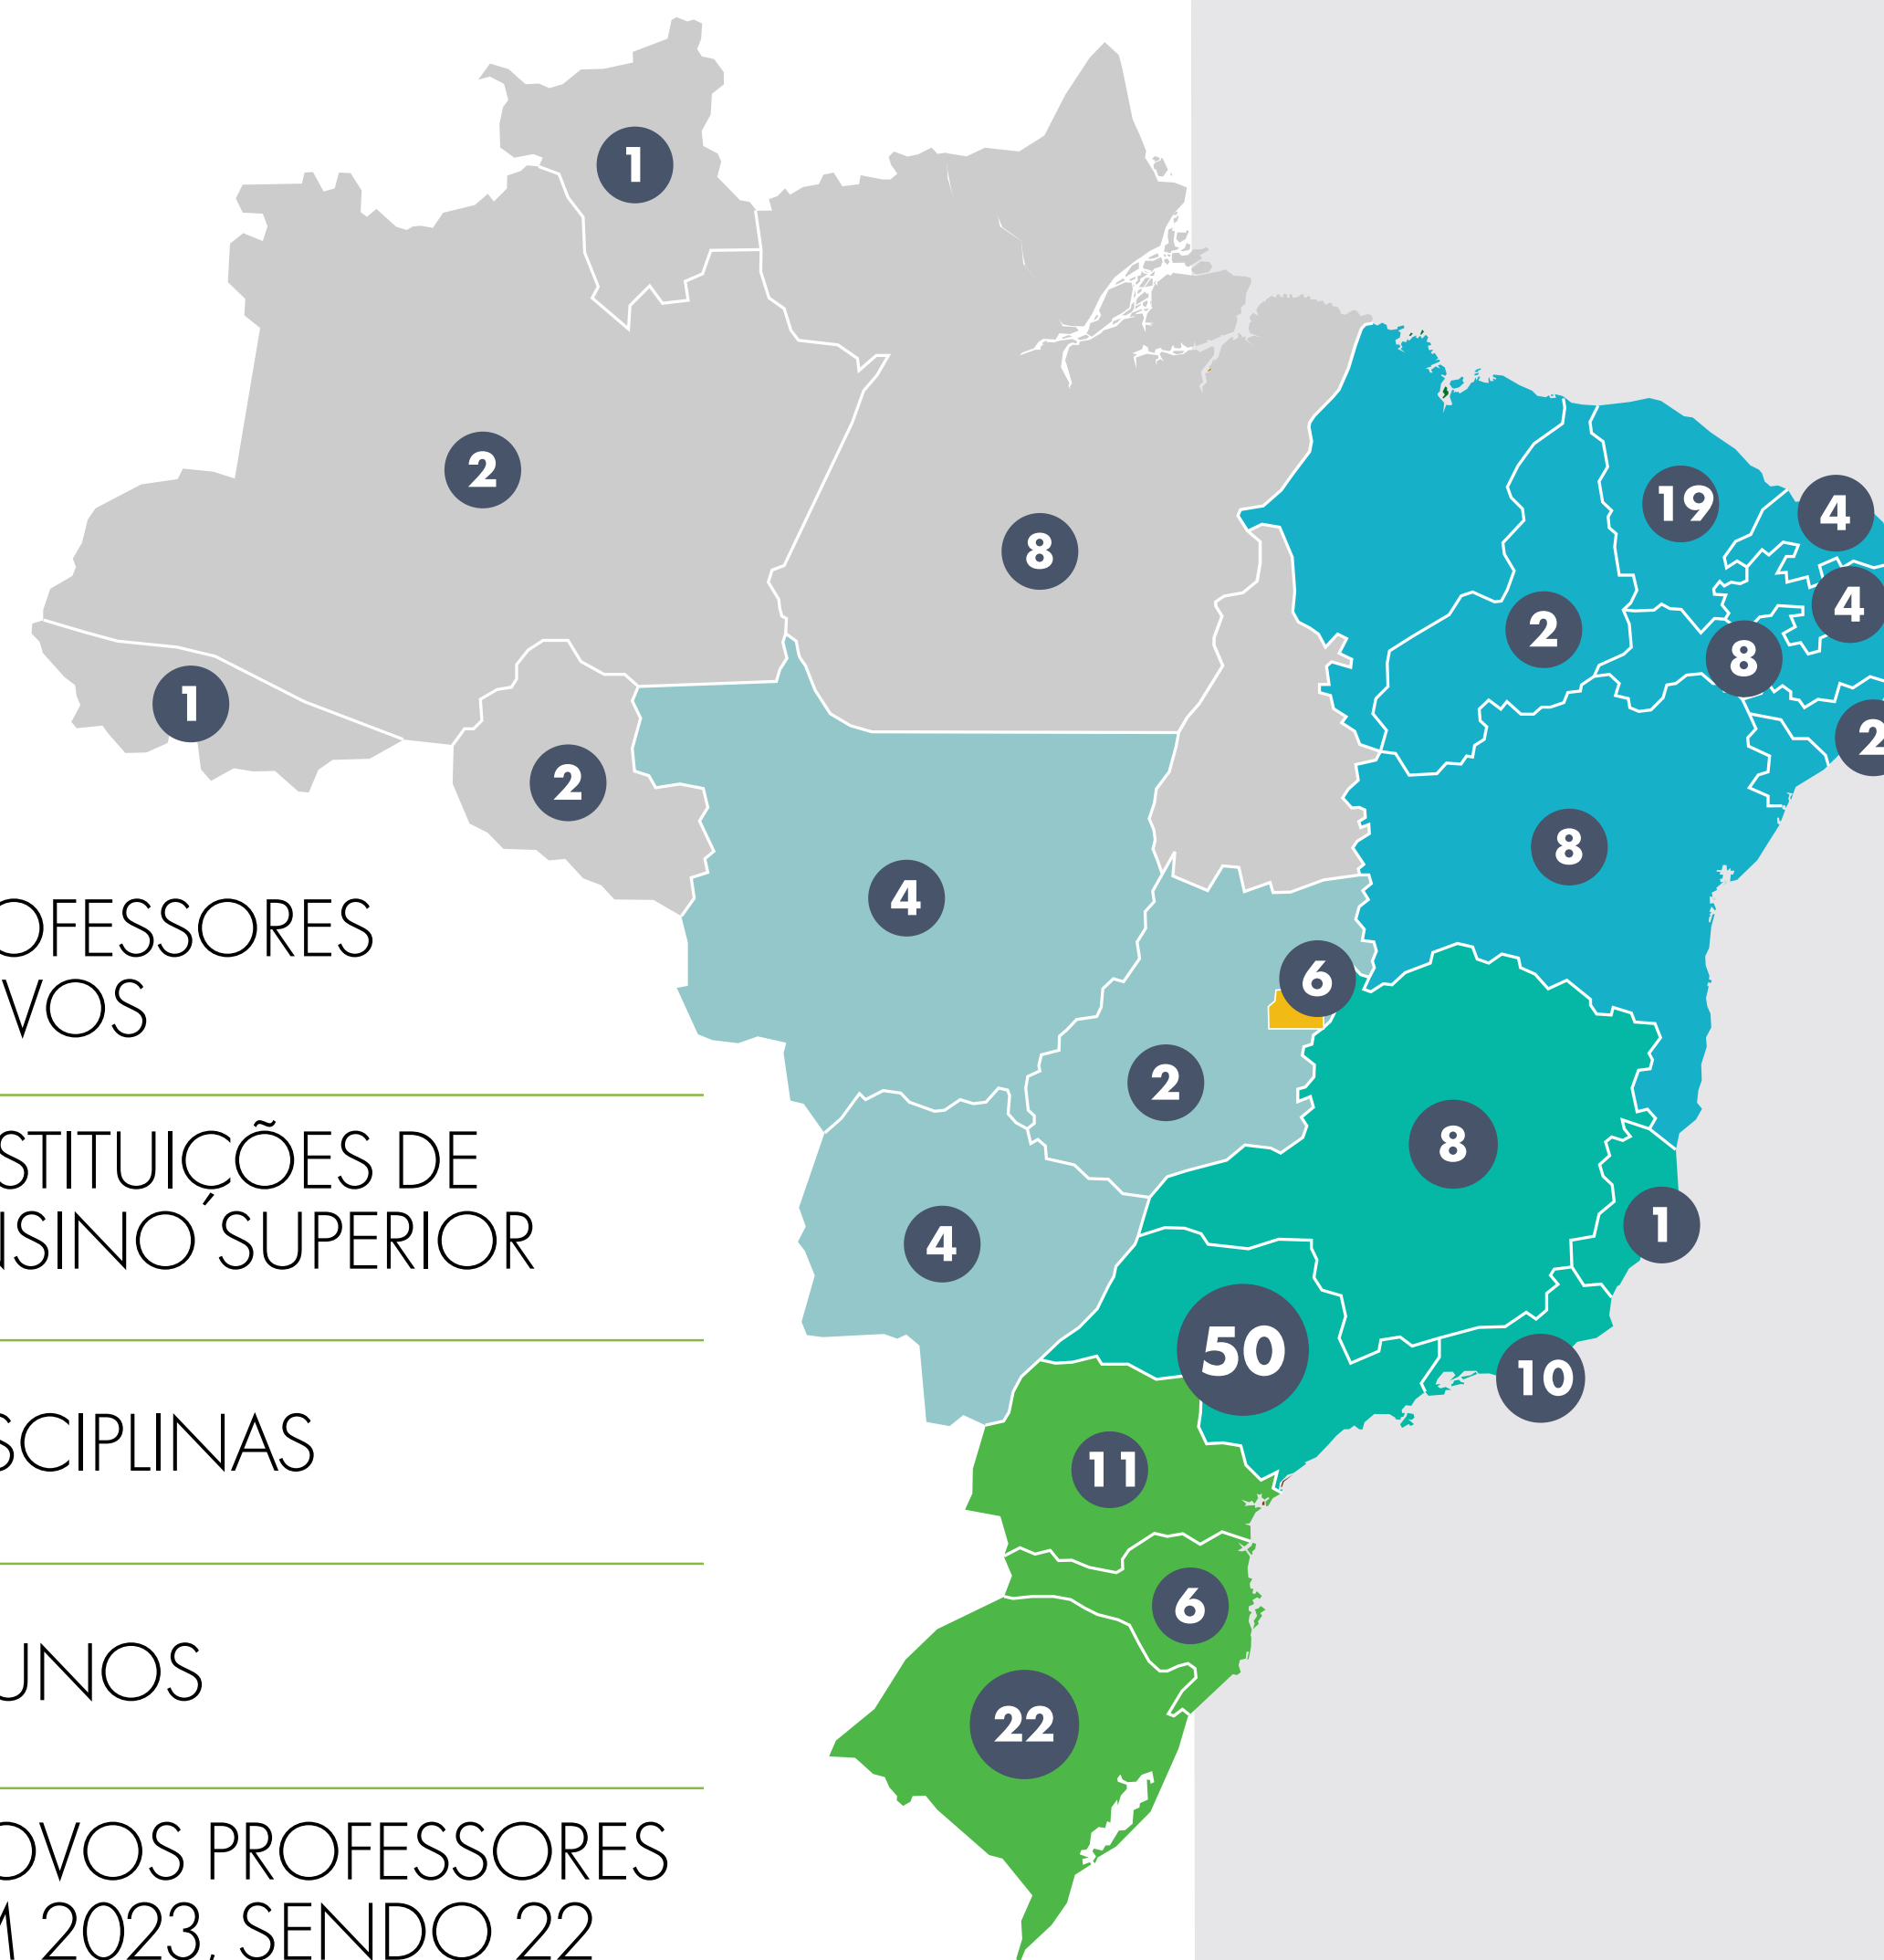 1
2
8
1
2
19
4
4
2
8
2
8
4
6
2
8
4
1
50
10
11
6
22
OFESSORES
VOS
STITUIÇÕES DE
NSINO SUPERIOR
SCIPLINAS
UNOS
OVOS PROFESSORES
M 2023, SENDO 22